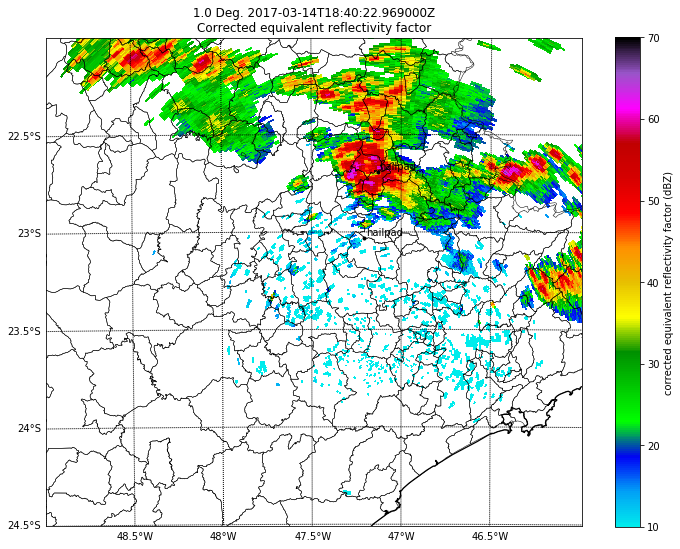 1.0 Deg. 2017-03-14T18:40:22.969000Z
Corrected equivalent reflectivity factor
22.5°S
23°S
23.5°S
24°S
24.5°S
48.5°W
48°W
47.5°W
47°W
46.5°W
hailpad
hailpad
70
60
50
40
30
20
10
corrected equivalent reflectivity factor (dBZ)